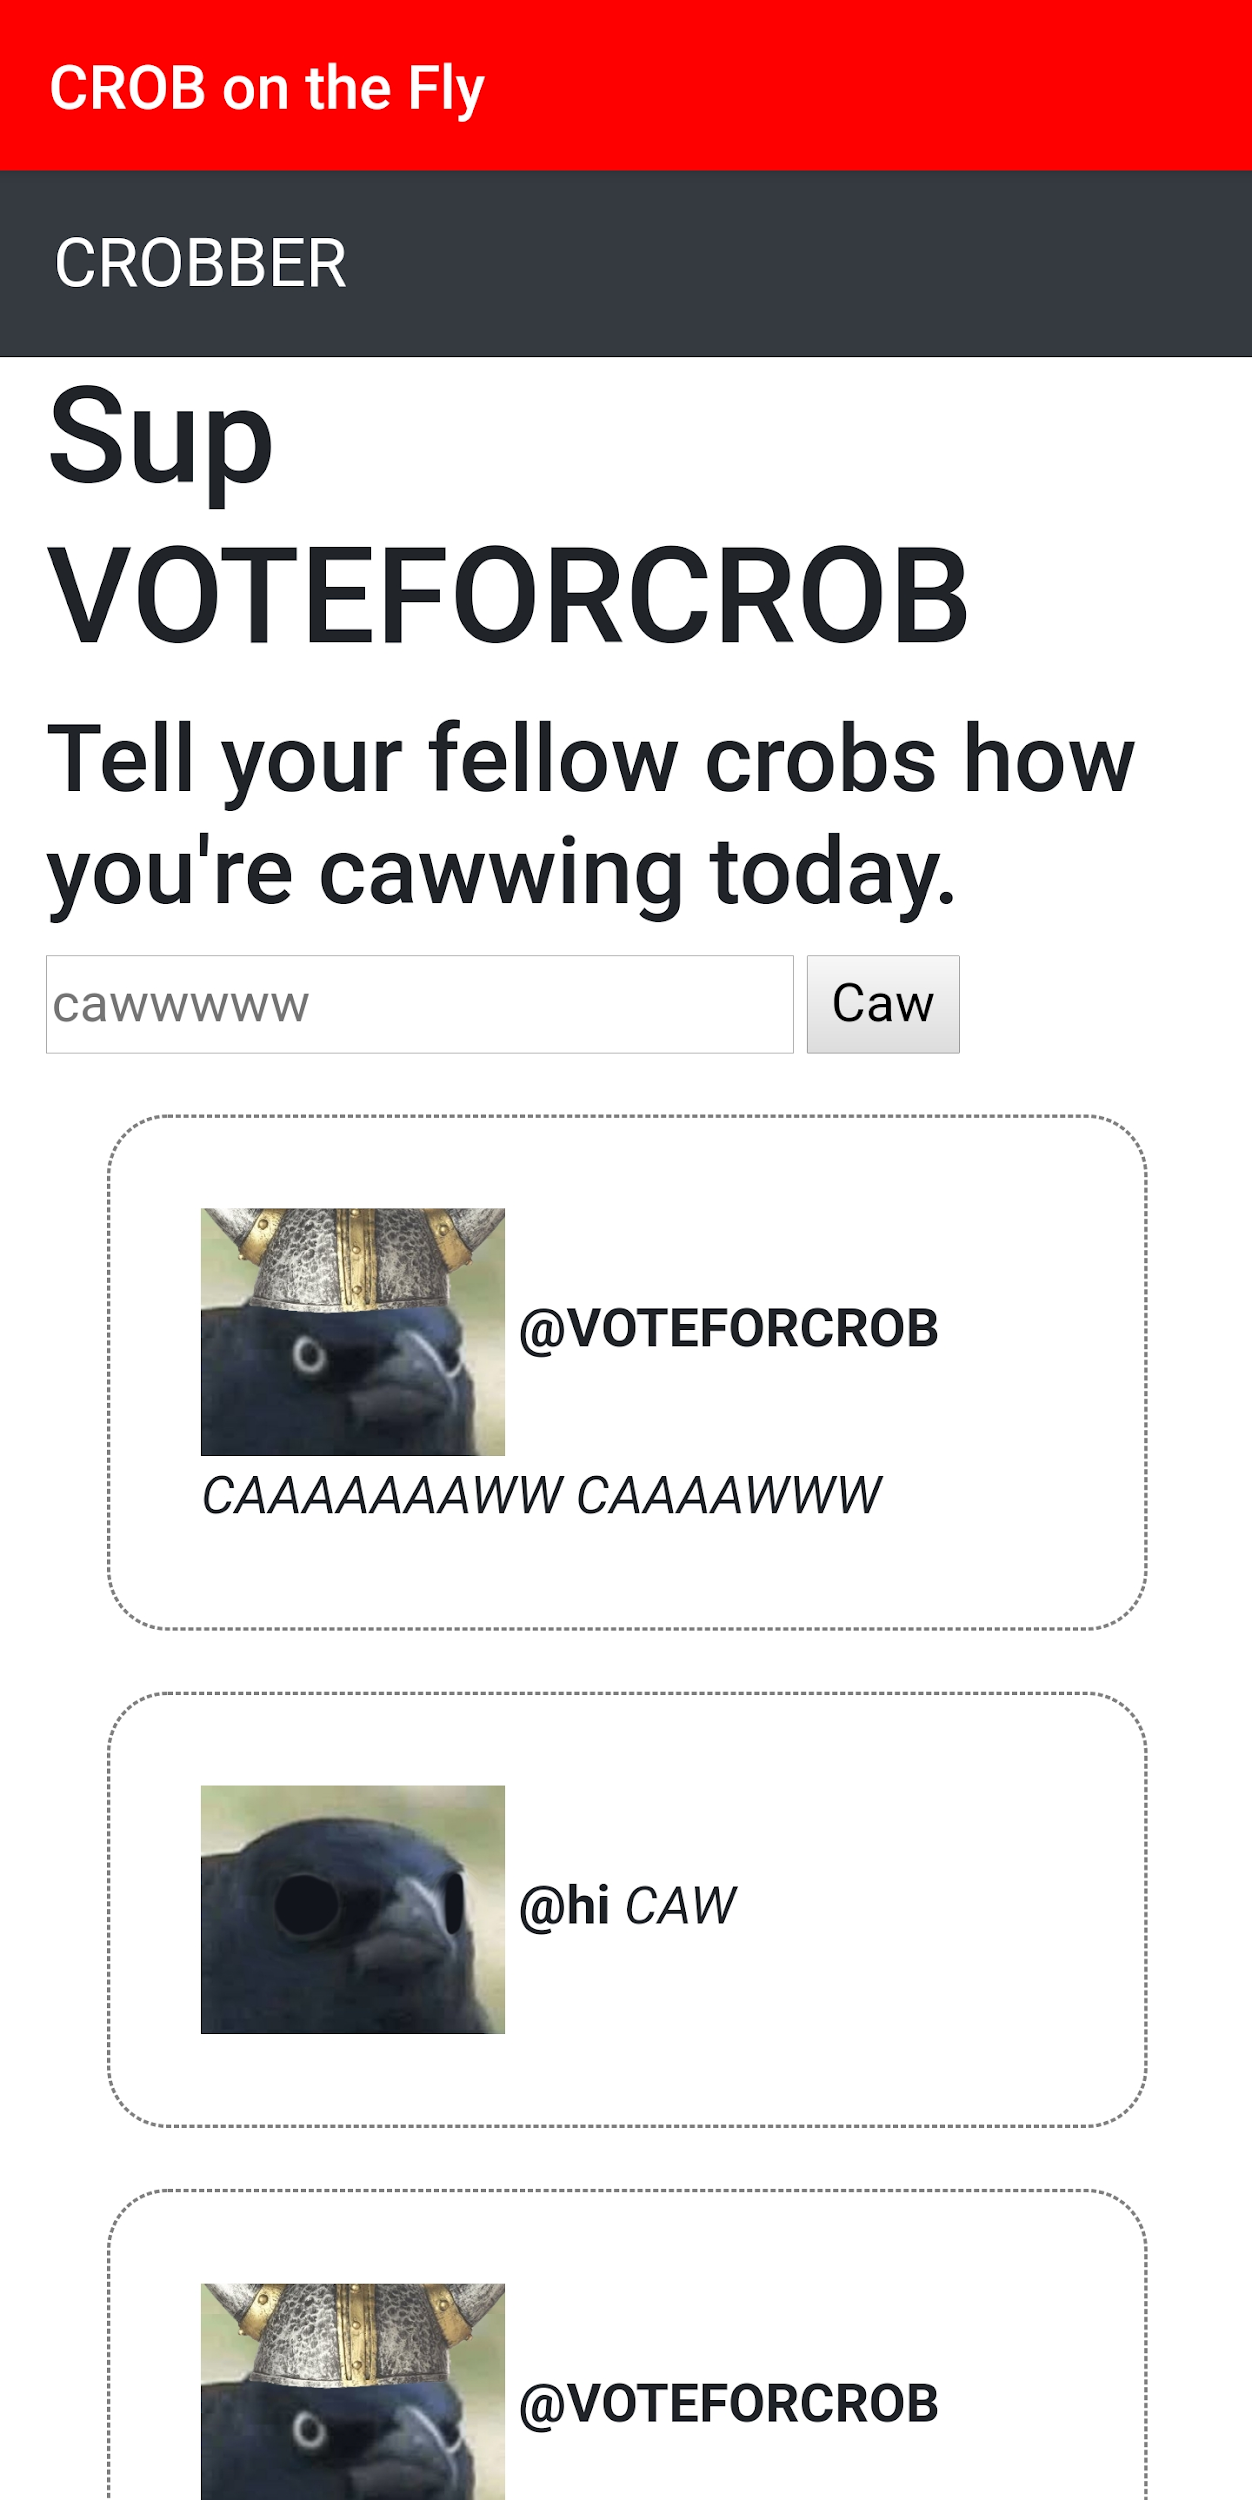 CROB on the Fly
CROBBER
Sup
VOTEFORCROB
Tell your fellow crobs how
you're cawwing today.
cawwwwww
Caw
@VOTEFORCROB
CAAAAAAAWW CAAAAWWW
@hi CAW
@VOTEFORCROB